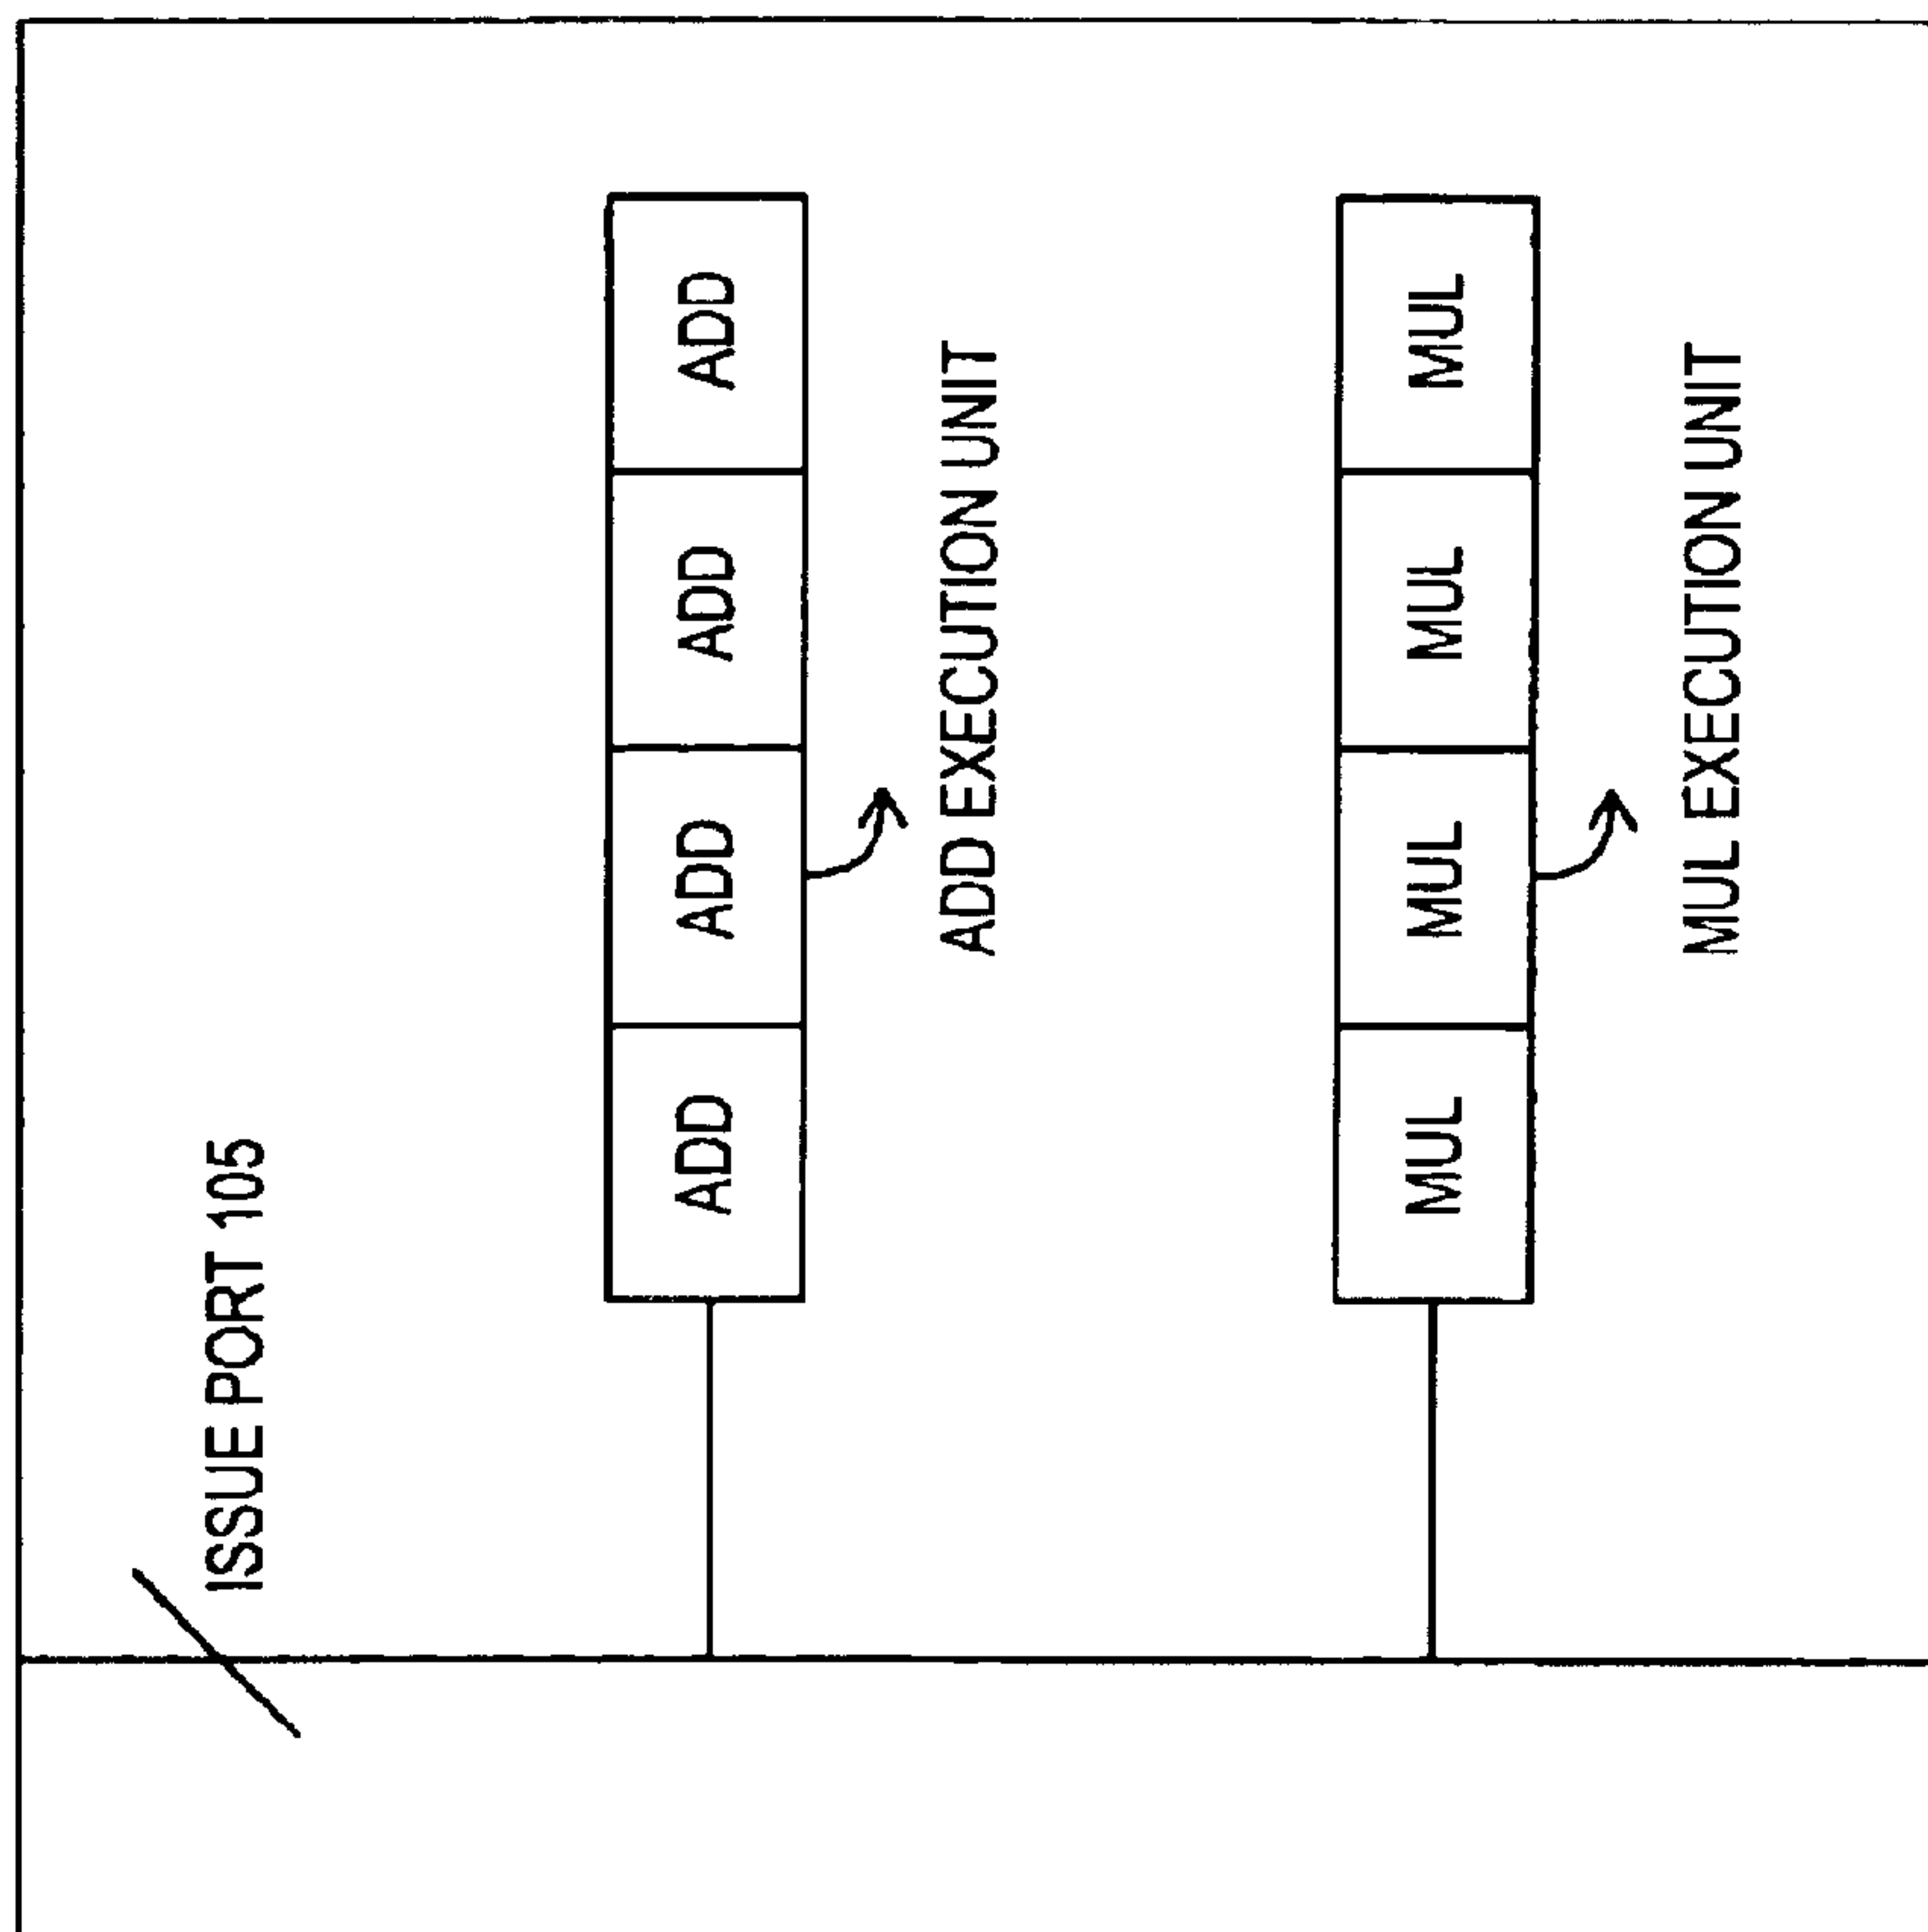 ISSUE PORT 105
ADD
ADD
ADD
ADD
ADD EXECUTION UNIT
MUL
MUL
MUL
MUL
MUL EXECUTION UNIT